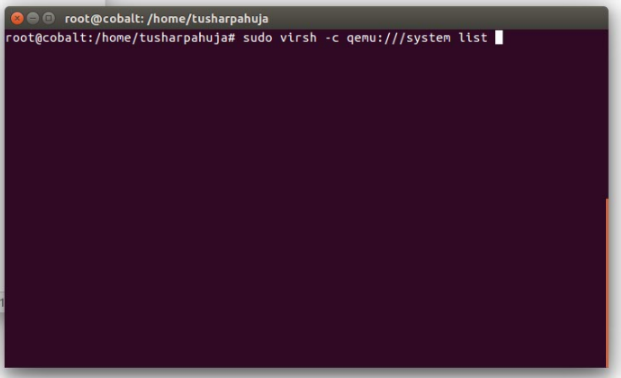 root@cobalt: /home/tusharpahuja
root@cobalt:/home/tusharpahuja# sudo virsh -c qemu:///system list